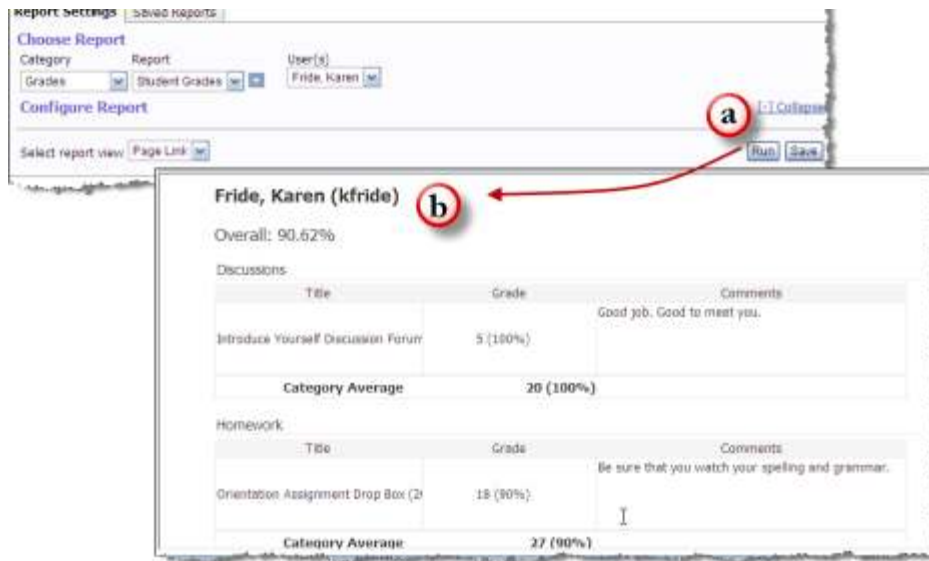 Report Settings Saved Reports
Choose Report
Category Report User(s)
Grades Student Grades Fride, Karen
Configure Report [-] Collapse
a
Select report view Page Link Run Save
Fride, Karen (kfride)
b
Overall: 90.62%
Discussions
Title Grade Comments
Good job. Good to meet you.
Introduce Yourself Discussion Forum 5 (100%)
Category Average 20 (100%)
Homework
Title Grade Comments
Be sure that you watch your spelling and grammar.
Orientation Assignment Drop Box 18 (90%)
Category Average 27 (90%)